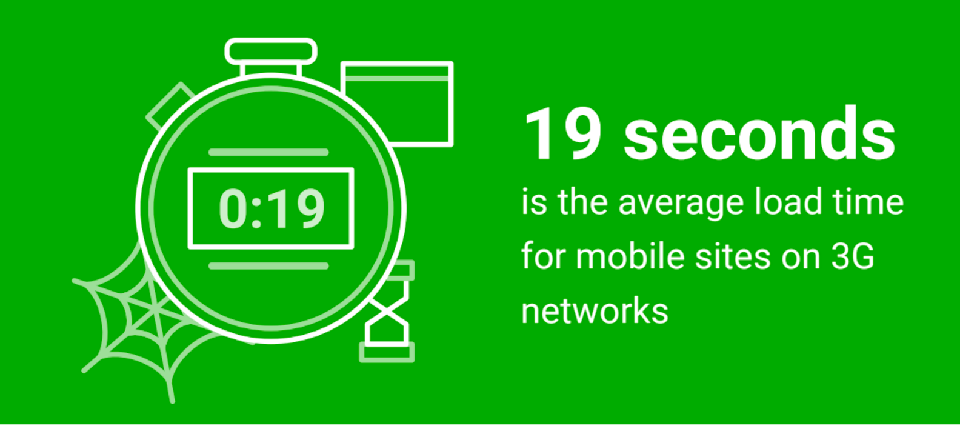 0:19
19 seconds
is the average load time
for mobile sites on 3G
networks